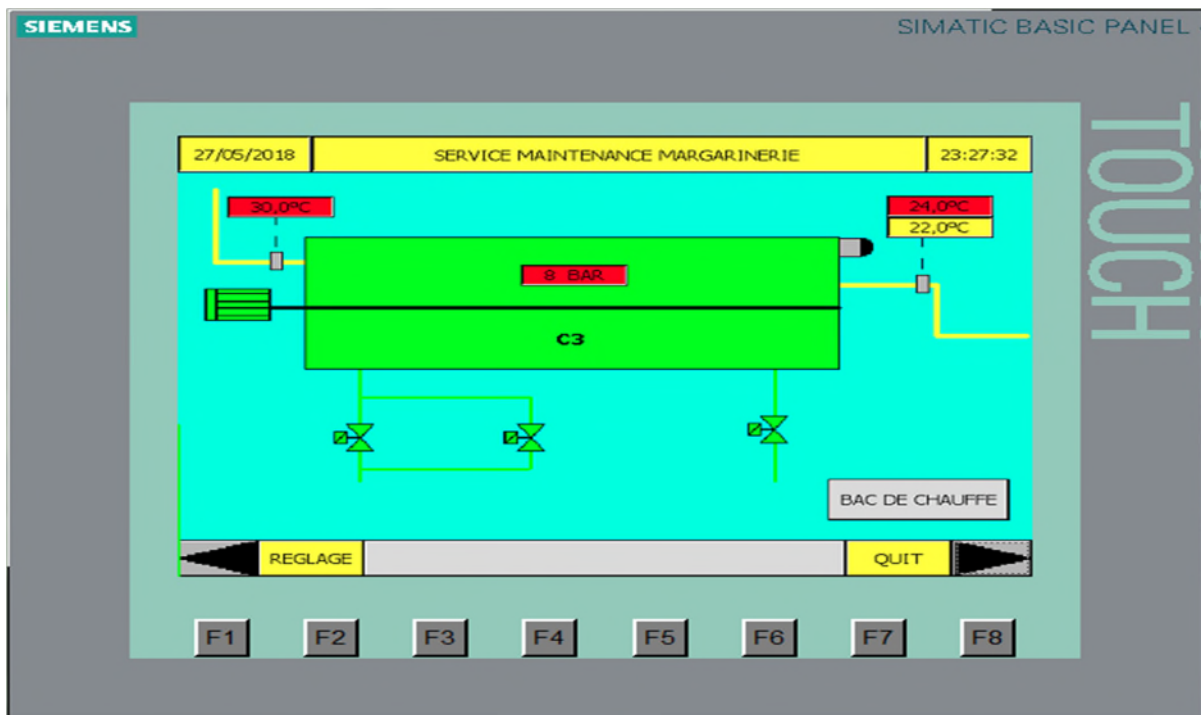 SIEMENS
SIMATIC BASIC PANEL
TOUCH
27/05/2018
SERVICE MAINTENANCE MARGARINERIE
23:27:32
30,0ºC
24,0ºC
22,0ºC
8 BAR
C3
BAC DE CHAUFFE
REGLAGE
QUIT
F1
F2
F3
F4
F5
F6
F7
F8